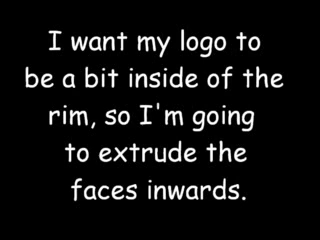 I want my logo to
be a bit inside of the
rim, so I'm going
to extrude the
faces inwards.